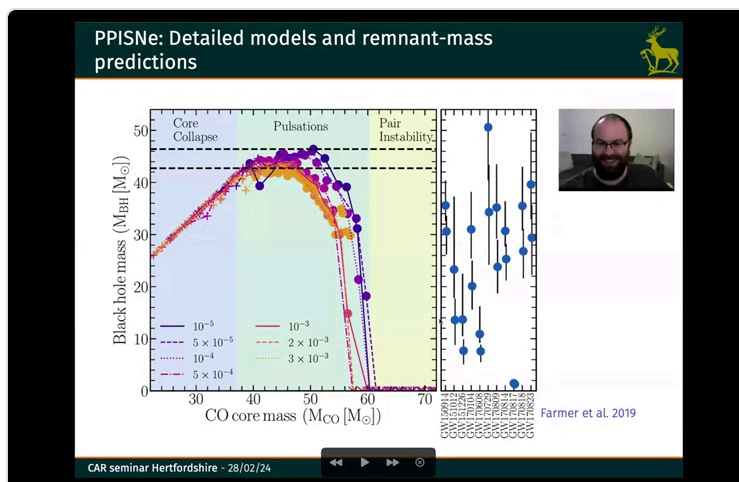 PPISNe: Detailed models and remnant-mass
predictions
Core
Collapse
Pulsations
Pair
Instability
Black hole mass (M_BH [M_⊙])
50
40
30
20
10
0
10^-5
5 × 10^-5
10^-4
5 × 10^-4
10^-3
2 × 10^-3
3 × 10^-3
30
40
50
60
70
CO core mass (M_CO [M_⊙])
GW150914
GW151012
GW151226
GW170104
GW170608
GW170729
GW170809
GW170814
GW170817
GW170818
GW170823
Farmer et al. 2019
CAR seminar Hertfordshire - 28/02/24